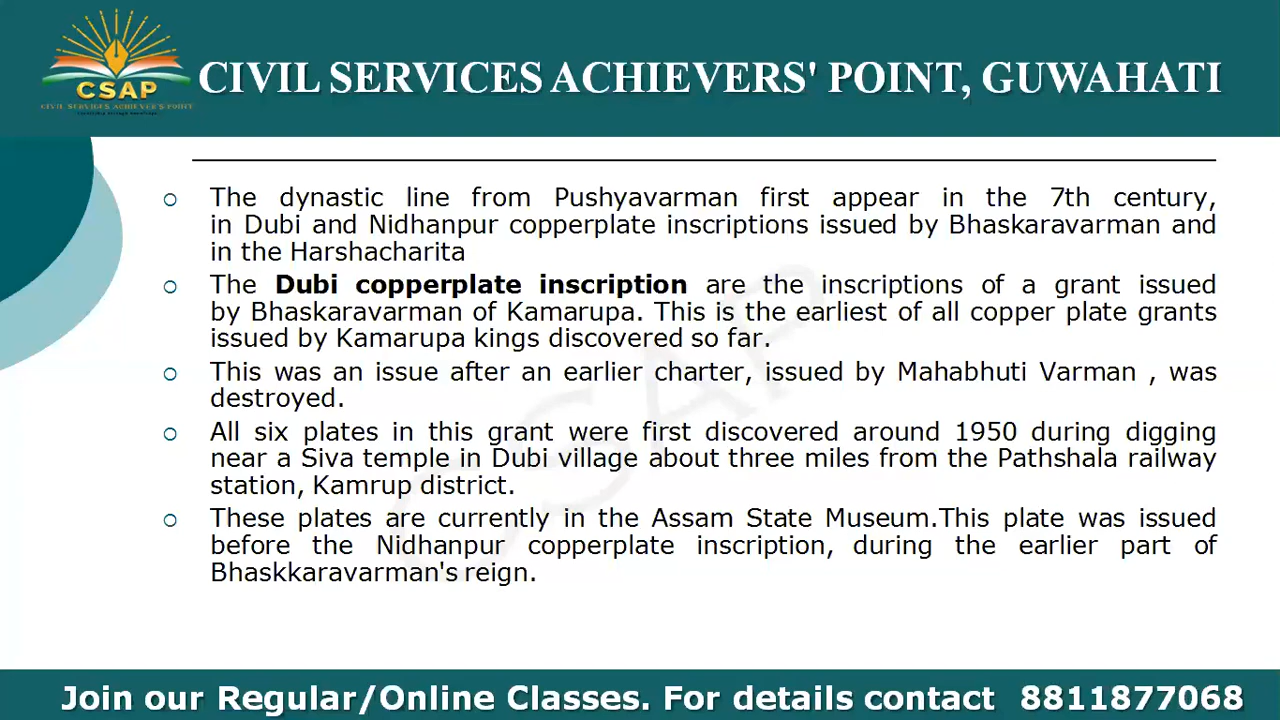 CSAP
CIVIL SERVICES ACHIEVER'S POINT
CIVIL SERVICES ACHIEVERS' POINT, GUWAHATI
The dynastic line from Pushyavarman first appear in the 7th century,
in Dubi and Nidhanpur copperplate inscriptions issued by Bhaskaravarman and
in the Harshacharita
The Dubi copperplate inscription are the inscriptions of a grant issued
by Bhaskaravarman of Kamarupa. This is the earliest of all copper plate grants
issued by Kamarupa kings discovered so far.
This was an issue after an earlier charter, issued by Mahabhuti Varman , was
destroyed.
All six plates in this grant were first discovered around 1950 during digging
near a Siva temple in Dubi village about three miles from the Pathshala railway
station, Kamrup district.
These plates are currently in the Assam State Museum.This plate was issued
before the Nidhanpur copperplate inscription, during the earlier part of
Bhaskkaravarman's reign.
CSAP
Join our Regular/Online Classes. For details contact 8811877068